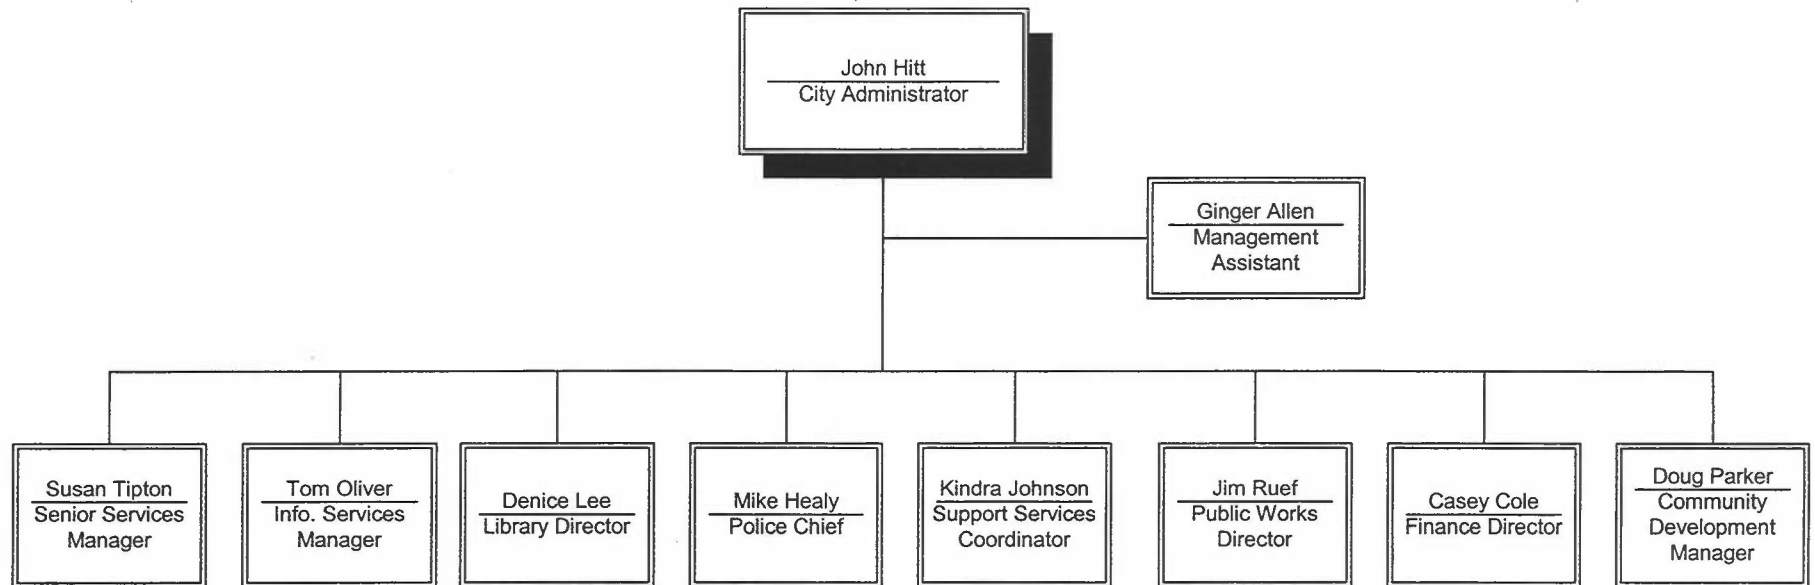 John Hitt
City Administrator
Ginger Allen
Management
Assistant
Susan Tipton
Senior Services
Manager
Tom Oliver
Info. Services
Manager
Denice Lee
Library Director
Mike Healy
Police Chief
Kindra Johnson
Support Services
Coordinator
Jim Ruef
Public Works
Director
Casey Cole
Finance Director
Doug Parker
Community
Development
Manager